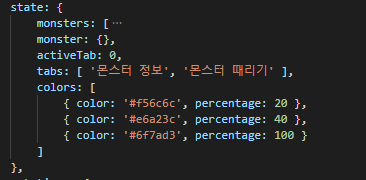 state: {
monsters: [ ...
monster: {},
activeTab: 0,
tabs: [ '몬스터 정보', '몬스터 때리기' ],
colors: [
{ color: '#f56c6c', percentage: 20 },
{ color: '#e6a23c', percentage: 40 },
{ color: '#6f7ad3', percentage: 100 }
]
},